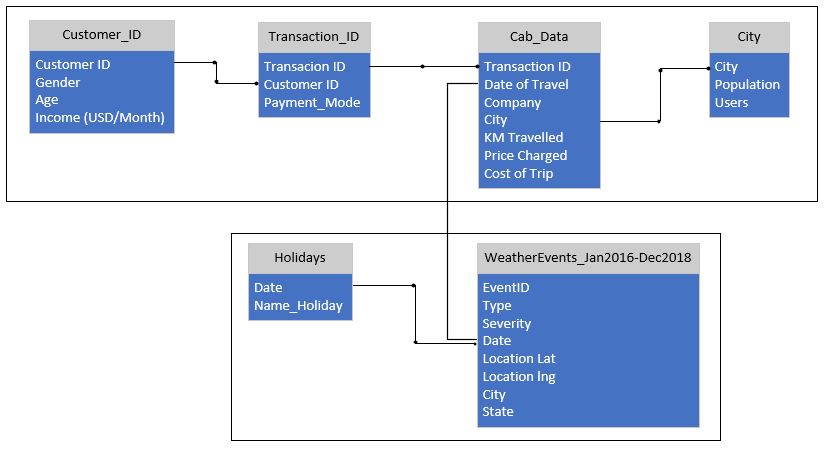 Customer_ID
Customer ID
Gender
Age
Income (USD/Month)
Transaction_ID
Transacion ID
Customer ID
Payment_Mode
Cab_Data
Transaction ID
Date of Travel
Company
City
KM Travelled
Price Charged
Cost of Trip
City
City
Population
Users
Holidays
Date
Name_Holiday
WeatherEvents_Jan2016-Dec2018
EventID
Type
Severity
Date
Location Lat
Location lng
City
State